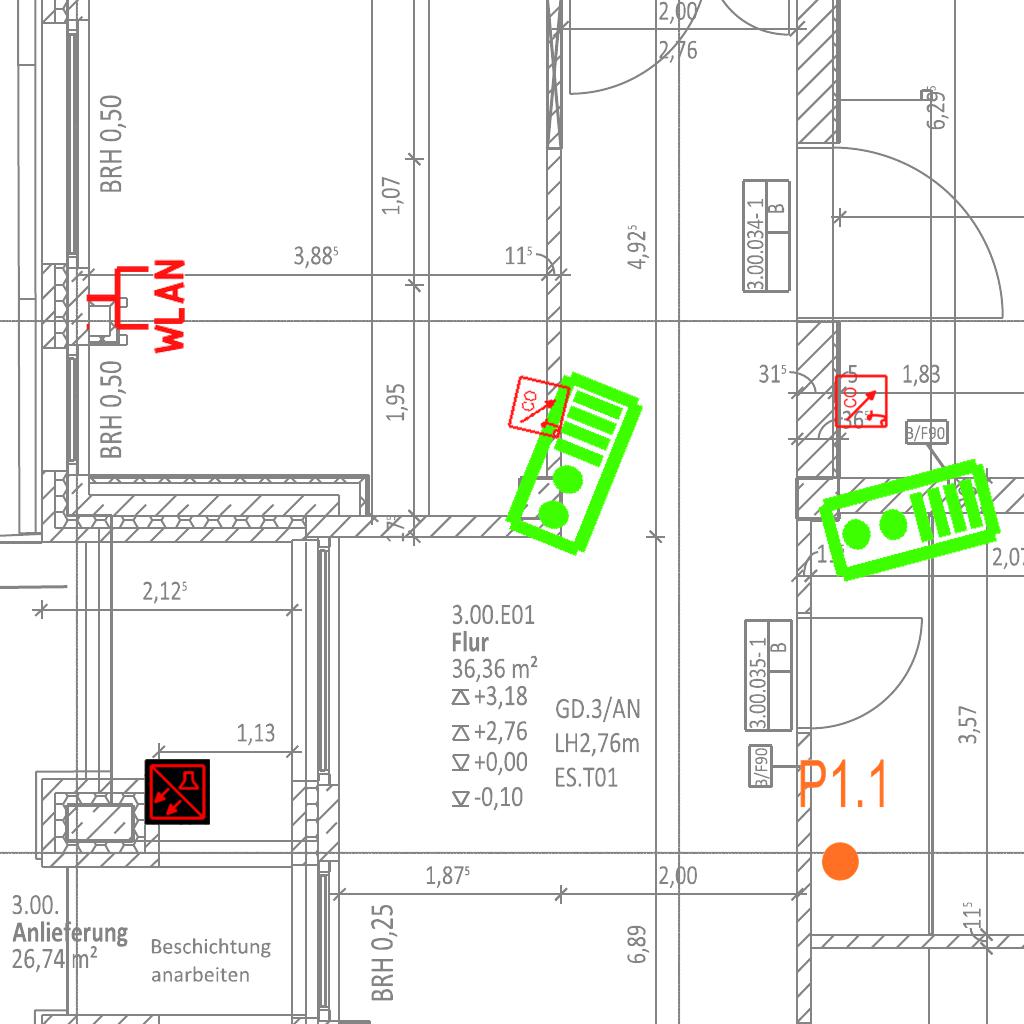 2,00
2,76
BRH 0,50
6,29⁵
1,07
3.00.034- 1
B
4,92⁵
3,88⁵
11⁵
WLAN
BRH 0,50
1,95
31⁵
5
1,83
CO
CO
36⁵
B/F90
2,12⁵
2,07
3.00.E01
Flur
36,36 m²
+3,18
+2,76
+0,00
-0,10
GD.3/AN
LH2,76m
ES.T01
3.00.035- 1
B
1,13
3,57
B/F90
P1.1
1,87⁵
2,00
3.00.
Anlieferung
26,74 m²
Beschichtung
anarbeiten
BRH 0,25
6,89
11⁵